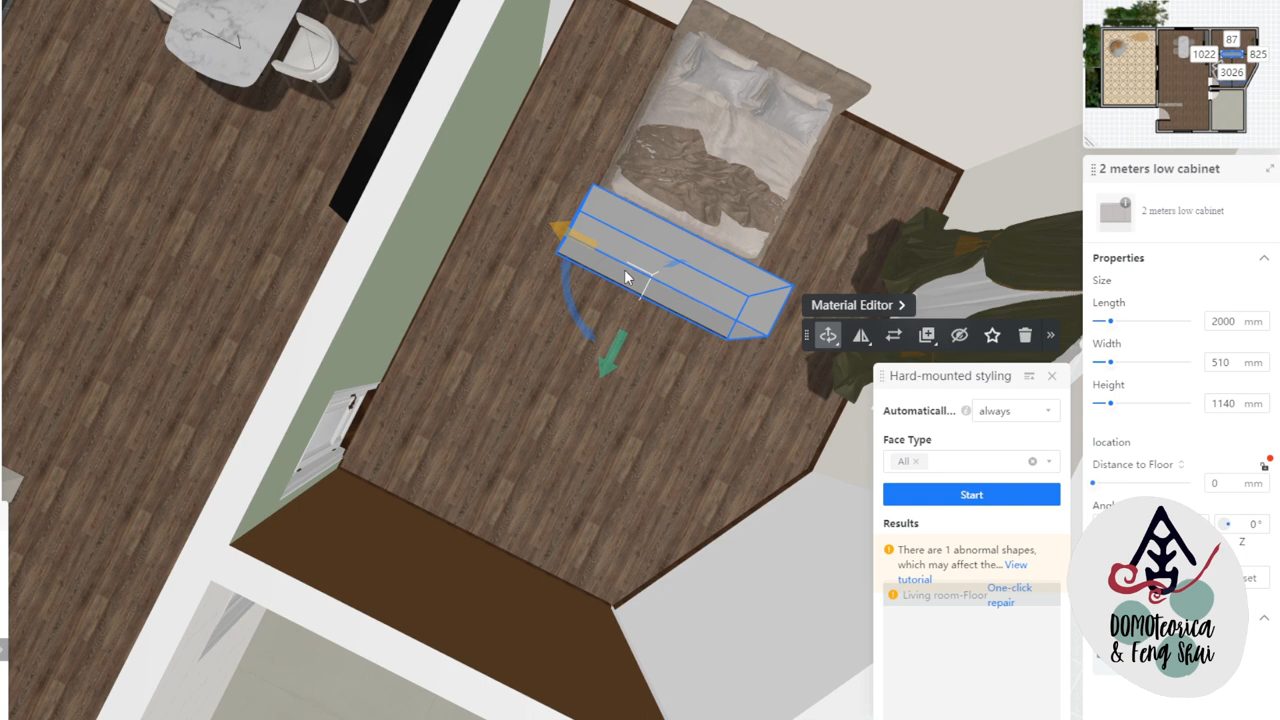 87
1022
825
3026
2 meters low cabinet
2 meters low cabinet
Properties
Size
Length
2000 mm
Width
510 mm
Height
1140 mm
location
Distance to Floor
0 mm
0°
Z
Material Editor
Hard-mounted styling
Automaticall...
always
Face Type
All
Start
Results
There are 1 abnormal shapes,
which may affect the... View
tutorial
Living room-Floor
One-click
repair
DOMOteorica
& Feng Shui